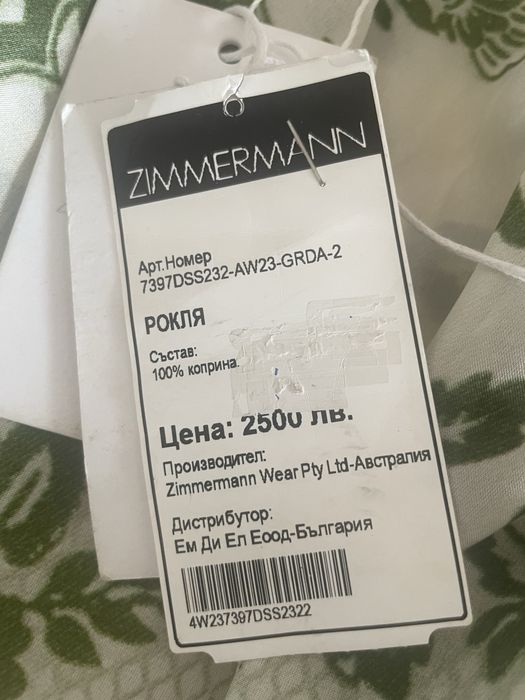 ZIMMERMANN
Арт.Номер
7397DSS232-AW23-GRDA-2
РОКЛЯ
Състав:
100% коприна.
Цена: 2500 лв.
Производител:
Zimmermann Wear Pty Ltd-Австралия
Дистрибутор:
Ем Ди Ел Еоод-България
4W237397DSS2322